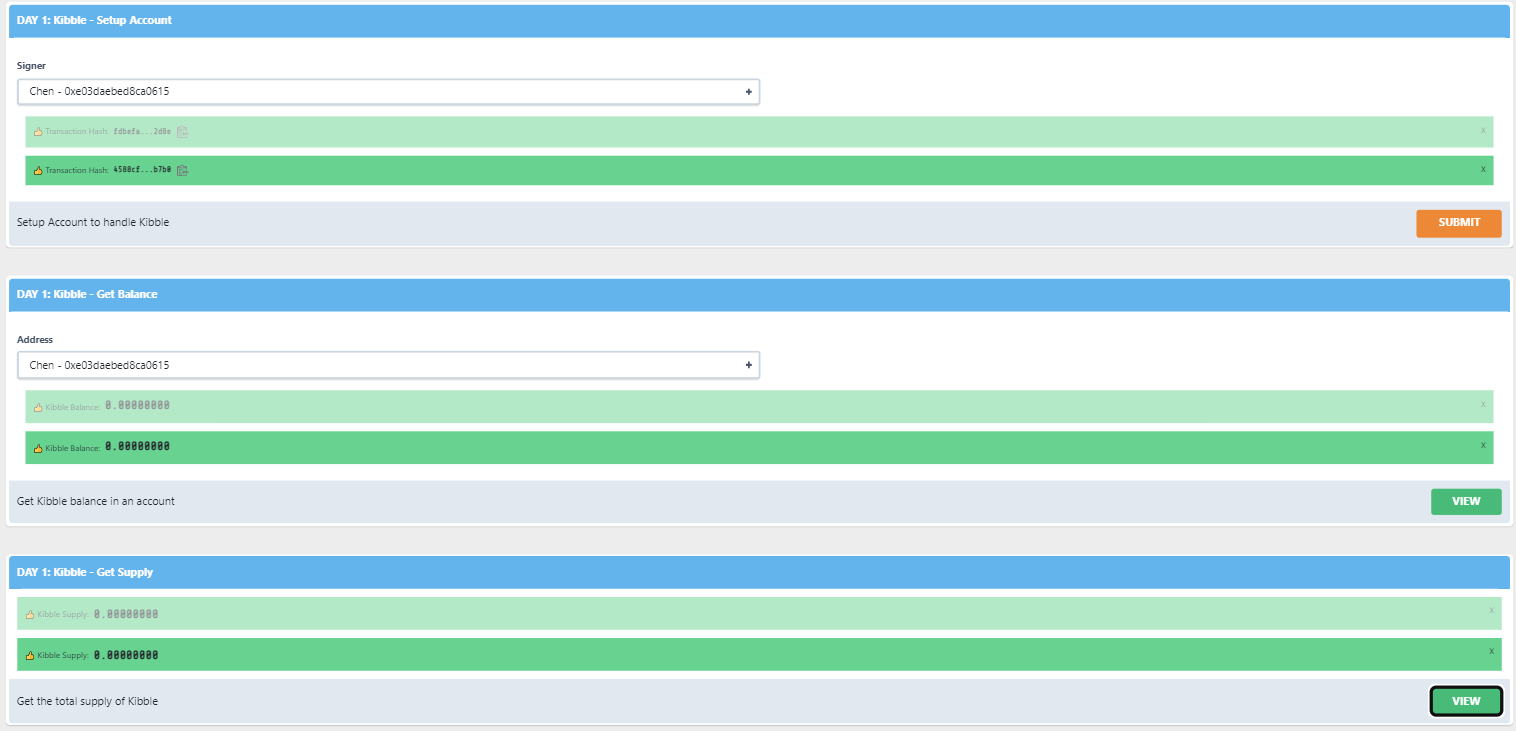 DAY 1: Kibble - Setup Account
Signer
Chen - 0xe03daebed8ca0615 +
Transaction Hash: fdbefa...2d0e x
Transaction Hash: 4580cf...b7b0 x
Setup Account to handle Kibble SUBMIT
DAY 1: Kibble - Get Balance
Address
Chen - 0xe03daebed8ca0615 +
Kibble Balance: 0.00000000 x
Kibble Balance: 0.00000000 x
Get Kibble balance in an account VIEW
DAY 1: Kibble - Get Supply
Kibble Supply: 0.00000000 x
Kibble Supply: 0.00000000 x
Get the total supply of Kibble VIEW